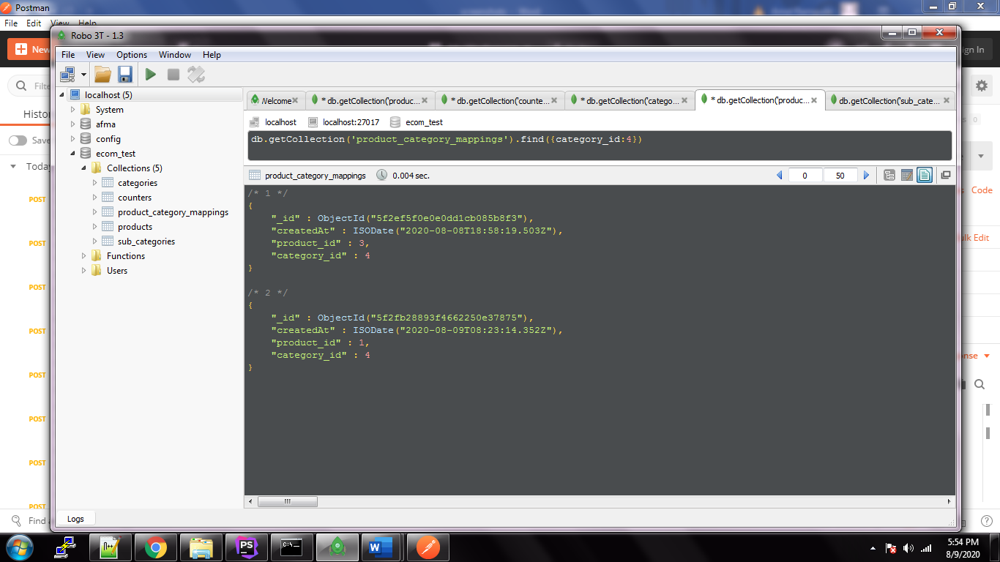 Postman
File Edit View Help
Robo 3T - 1.3
New
Sign In
File View Options Window Help
Filte
Histor
Save
Today
POST
POST
POST
POST
POST
POST
POST
POST
Find
localhost (5)
System
afma
config
ecom_test
Collections (5)
categories
counters
product_category_mappings
products
sub_categories
Functions
Users
Welcome
* db.getCollection('produc...
* db.getCollection('counte...
* db.getCollection('catego...
* db.getCollection('produc...
db.getCollection('sub_cate...
localhost localhost:27017 ecom_test
db.getCollection('product_category_mappings').find({category_id:4})
product_category_mappings 0.004 sec. 0 50
/* 1 */
{
"_id" : ObjectId("5f2ef5f0e0e0dd1cb085b8f3"),
"createdAt" : ISODate("2020-08-08T18:58:19.503Z"),
"product_id" : 3,
"category_id" : 4
}
/* 2 */
{
"_id" : ObjectId("5f2fb28893f4662250e37875"),
"createdAt" : ISODate("2020-08-09T08:23:14.352Z"),
"product_id" : 1,
"category_id" : 4
}
0
s Code
ulk Edit
nse
Logs
PS
W
5:54 PM
8/9/2020